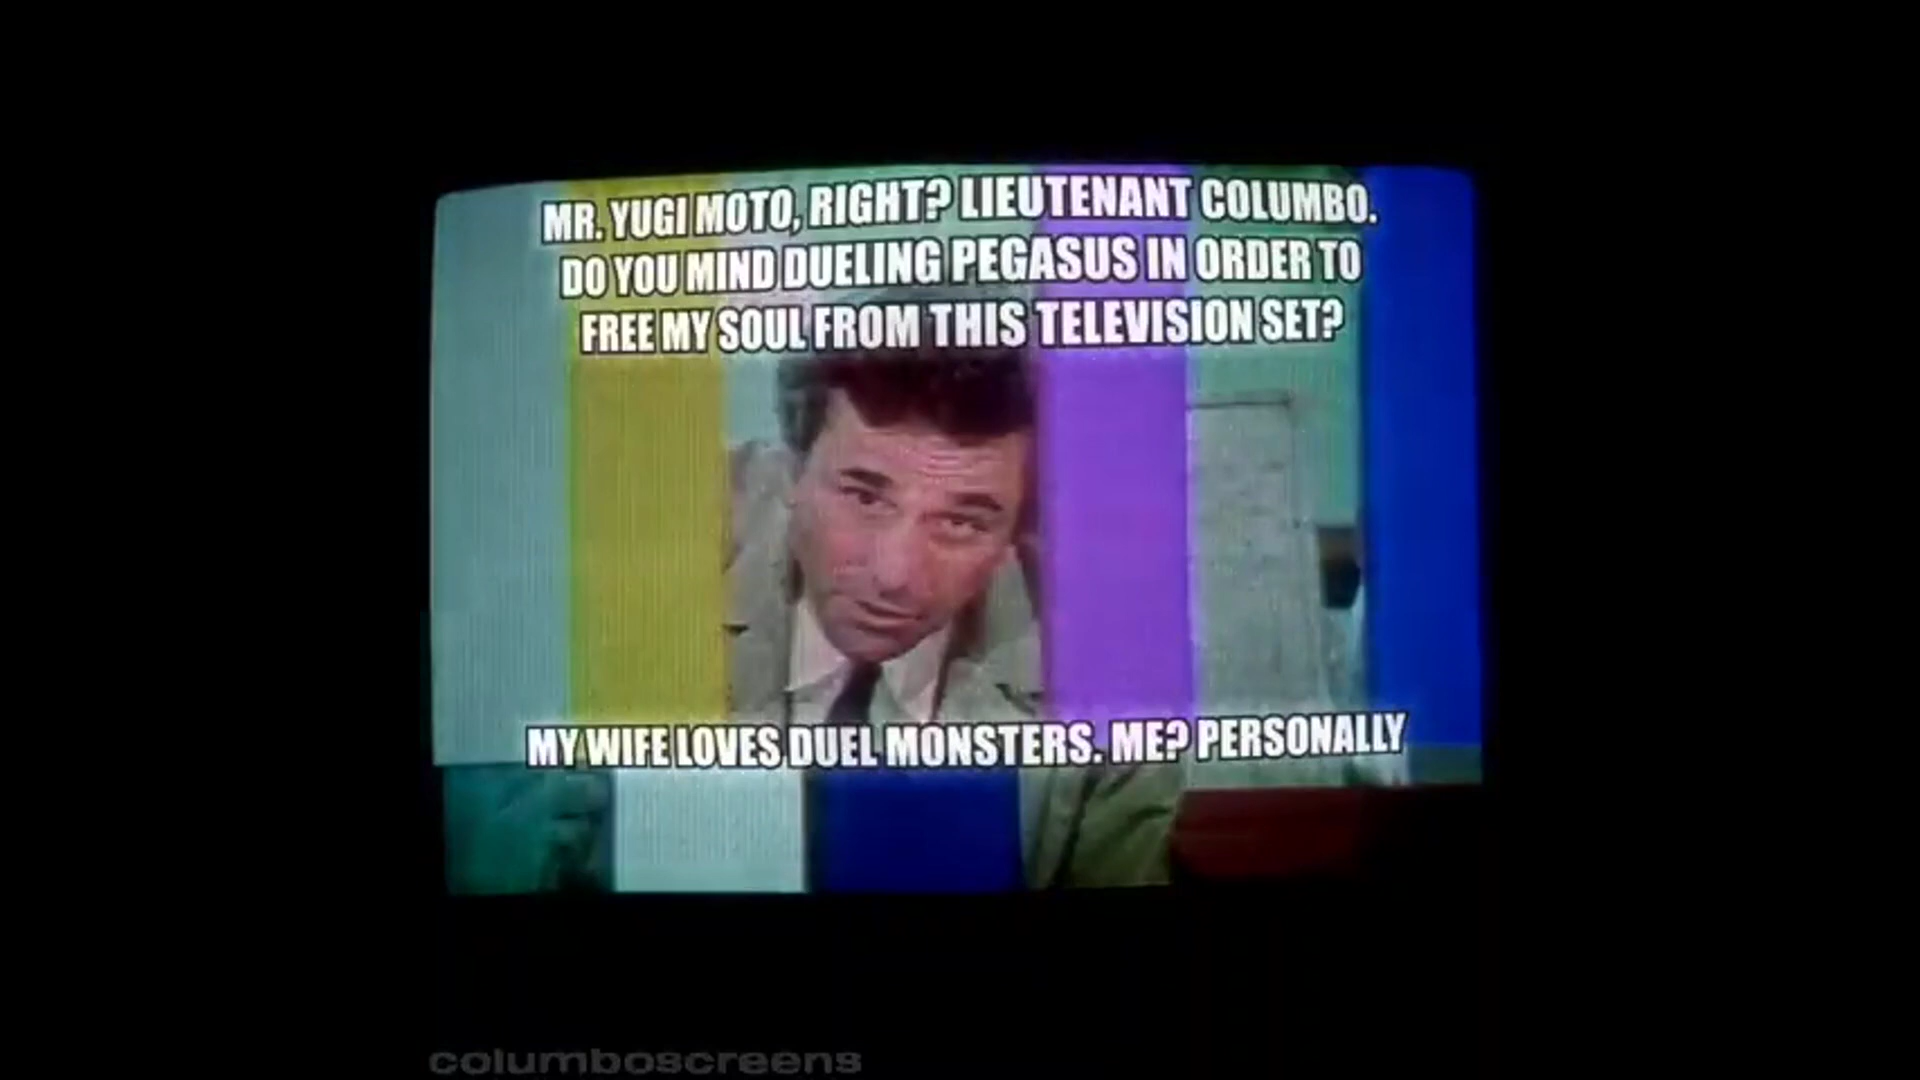 MR. YUGI MOTO, RIGHT? LIEUTENANT COLUMBO.
DO YOU MIND DUELING PEGASUS IN ORDER TO
FREE MY SOUL FROM THIS TELEVISION SET?
MY WIFE LOVES DUEL MONSTERS. ME? PERSONALLY
columboscreens